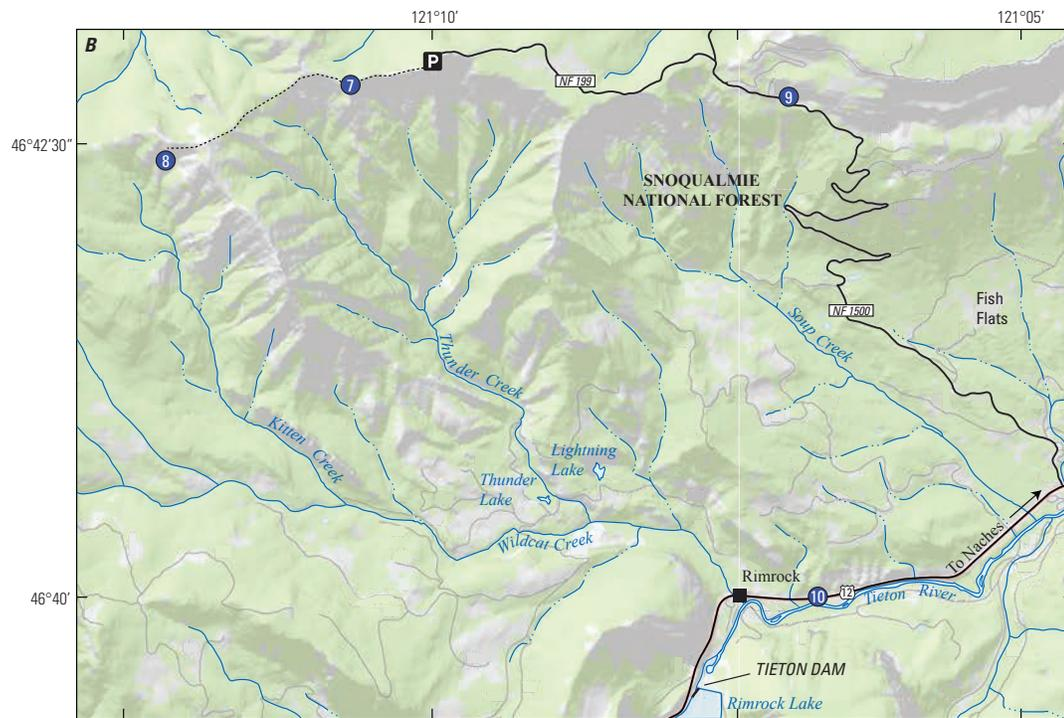 121°10′
121°05′
B
P
7
NF 199
9
46°42′30″
8
SNOQUALMIE
NATIONAL FOREST
Fish
Flats
NF 1500
Soup Creek
Thunder Creek
Kitten Creek
Lightning
Lake
Thunder
Lake
Wildcat Creek
To Naches
Rimrock
46°40′
10
12
Tieton River
TIETON DAM
Rimrock Lake